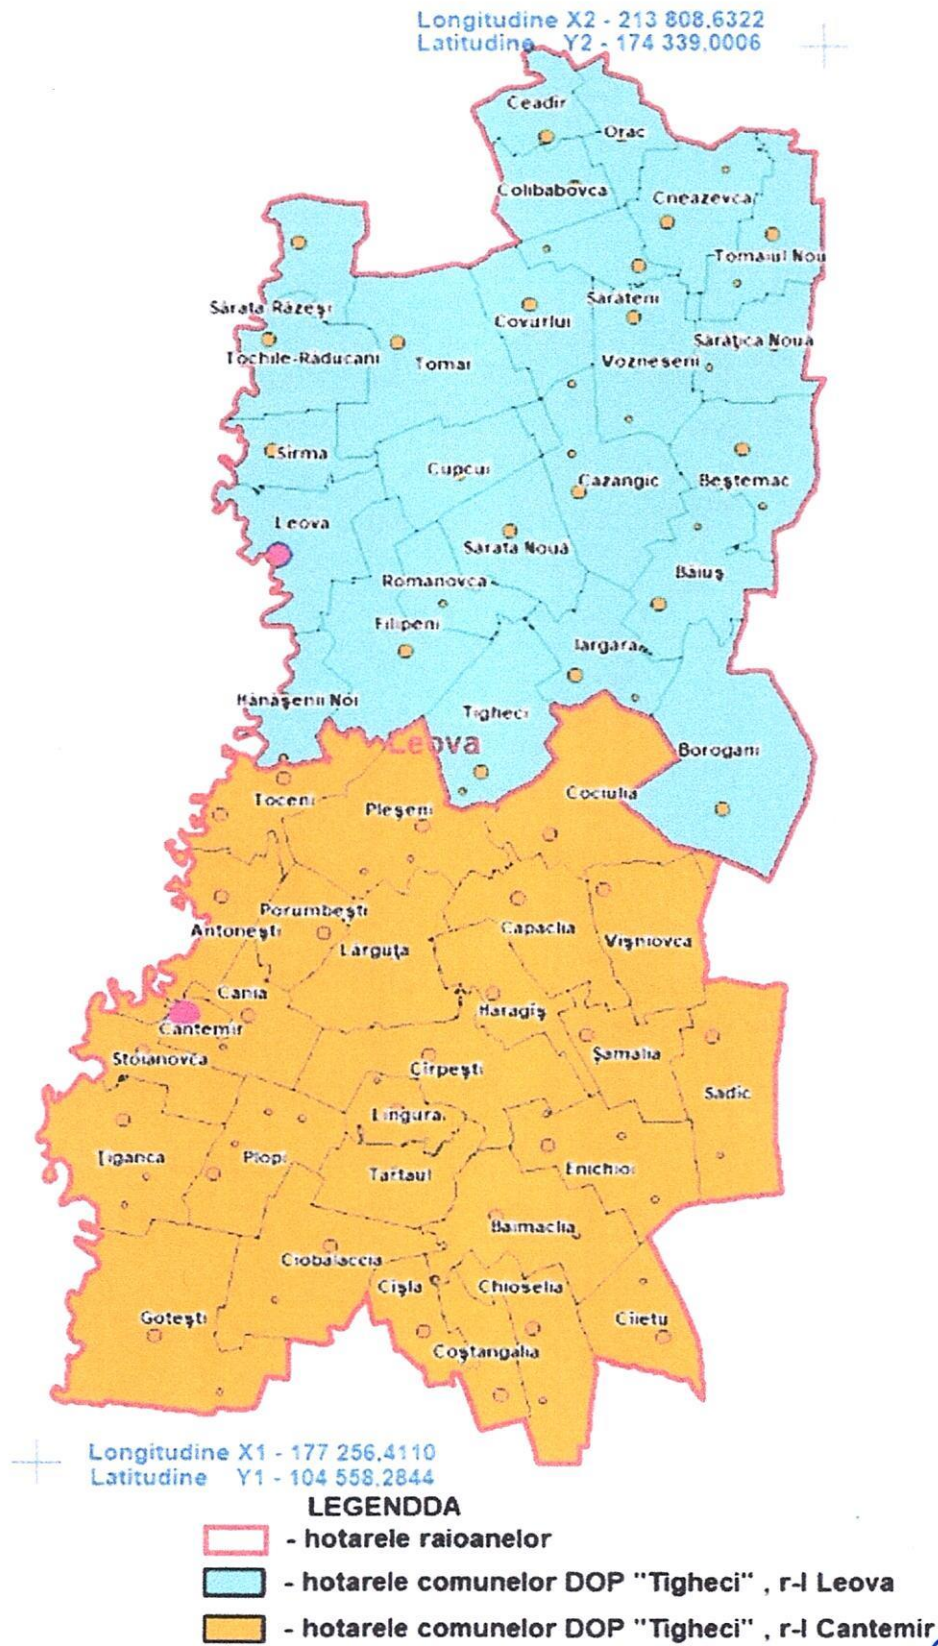 Longitudine X2 - 213 808,6322
Latitudine Y2 - 174 339,0006
Ceadir
Orac
Colibabovca
Cneazevca
Tomaiul Nou
Sărata Răzeşi
Sărăteni
Covurlui
Sărăţica Nouă
Tochile-Răducani
Tomai
Vozneseni
Sirma
Cupcui
Cazangic
Beştemac
Leova
Sărata Nouă
Băiuş
Romanovca
Filipeni
Iargara
Hănăşenii Noi
Tigheci
Leova
Borogani
Toceni
Pleşeni
Cociulia
Porumbeşti
Antoneşti
Lărguţa
Capaclia
Vişniovca
Cania
Haragîş
Cantemir
Stoianovca
Şamalia
Cîrpeşti
Sadic
Lingura
Ţiganca
Plopi
Tartaul
Enichioi
Baimaclia
Ciobalaccia
Cîşla
Chioselia
Goteşti
Ciietu
Coştangalia
Longitudine X1 - 177 256,4110
Latitudine Y1 - 104 558,2844
LEGENDDA
- hotarele raioanelor
- hotarele comunelor DOP "Tigheci" , r-l Leova
- hotarele comunelor DOP "Tigheci" , r-l Cantemir